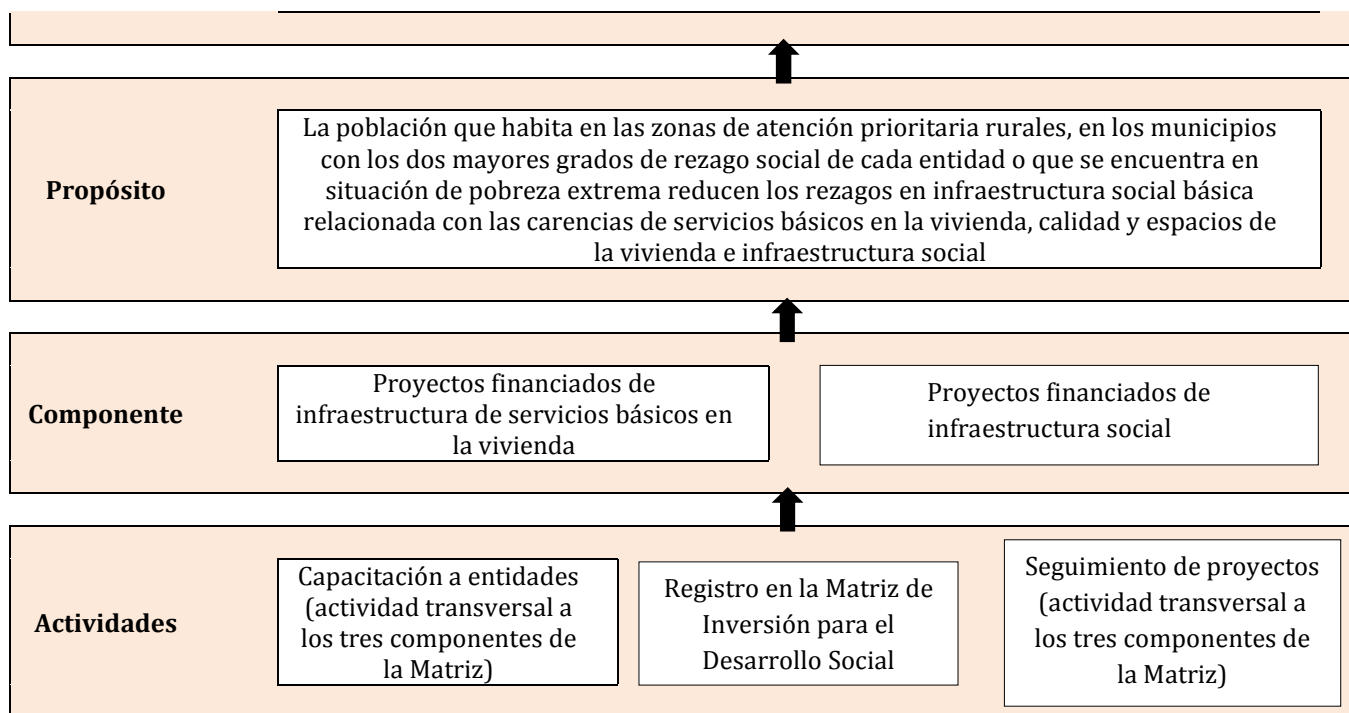 Propósito
La población que habita en las zonas de atención prioritaria rurales, en los municipios
con los dos mayores grados de rezago social de cada entidad o que se encuentra en
situación de pobreza extrema reducen los rezagos en infraestructura social básica
relacionada con las carencias de servicios básicos en la vivienda, calidad y espacios de
la vivienda e infraestructura social
Componente
Proyectos financiados de
infraestructura de servicios básicos en
la vivienda
Proyectos financiados de
infraestructura social
Actividades
Capacitación a entidades
(actividad transversal a
los tres componentes de
la Matriz)
Registro en la Matriz de
Inversión para el
Desarrollo Social
Seguimiento de proyectos
(actividad transversal a
los tres componentes de
la Matriz)